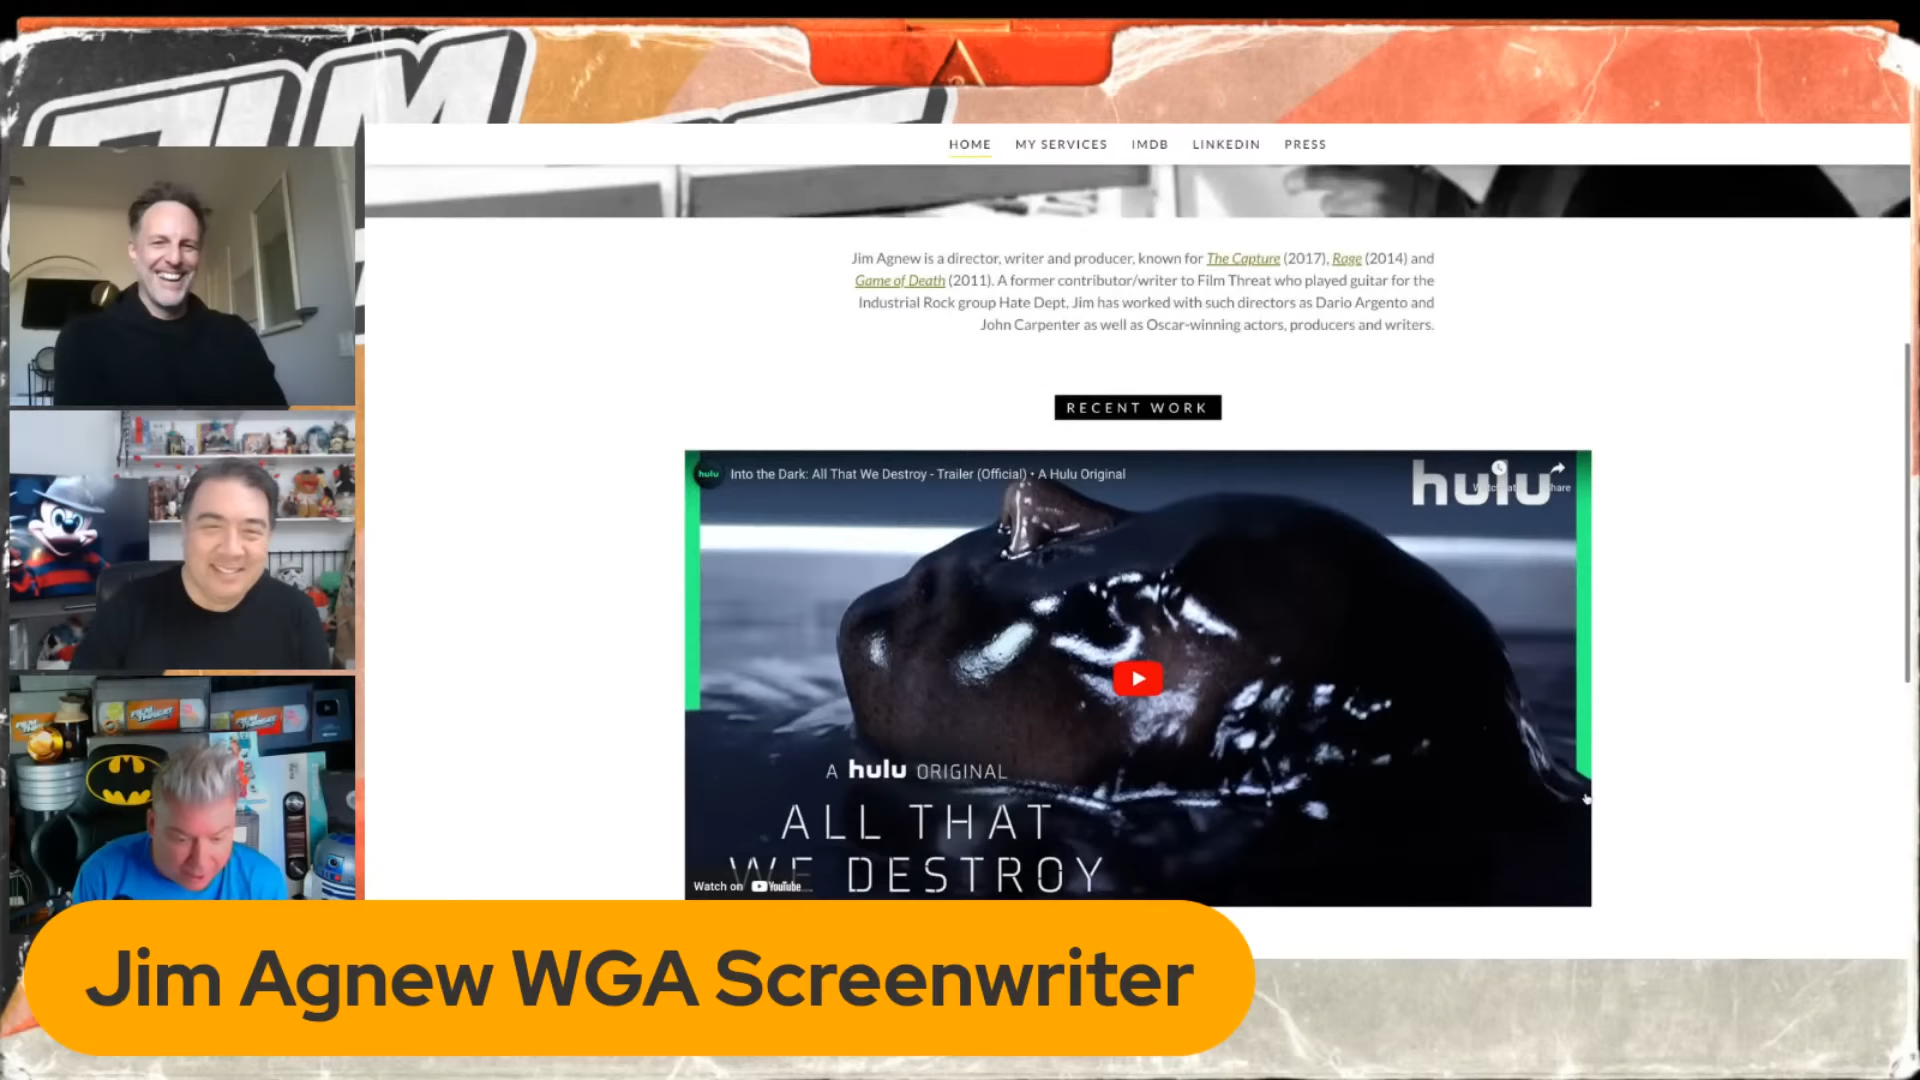 FILM
HOME MY SERVICES IMDB LINKEDIN PRESS
Jim Agnew is a director, writer and producer, known for The Capture (2017), Rage (2014) and
Game of Death (2011). A former contributor/writer to Film Threat who played guitar for the
Industrial Rock group Hate Dept, Jim has worked with such directors as Dario Argento and
John Carpenter as well as Oscar-winning actors, producers and writers.
RECENT WORK
hulu Into the Dark: All That We Destroy - Trailer (Official) • A Hulu Original
hulu
A hulu ORIGINAL
ALL THAT
WE DESTROY
Watch on YouTube
Jim Agnew WGA Screenwriter